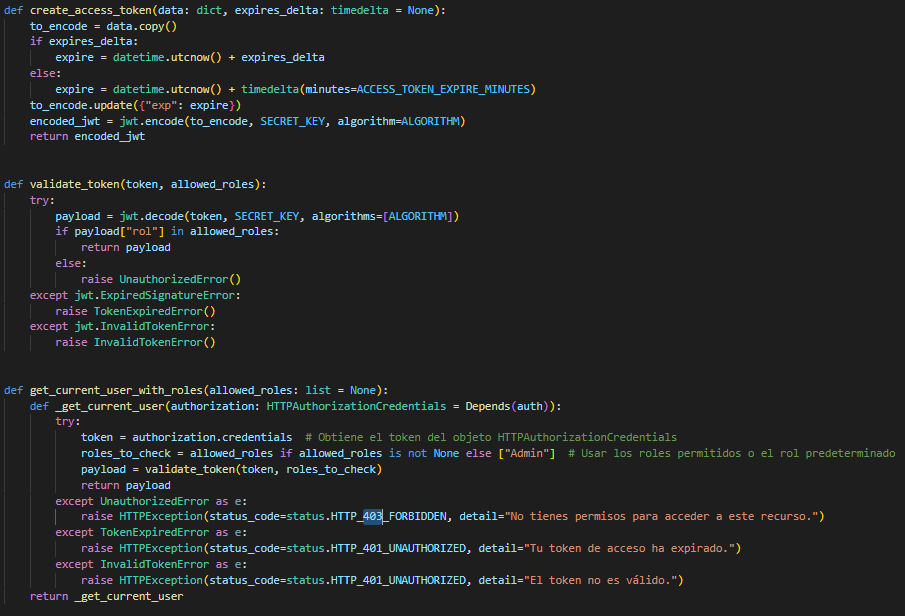 def create_access_token(data: dict, expires_delta: timedelta = None):
    to_encode = data.copy()
    if expires_delta:
        expire = datetime.utcnow() + expires_delta
    else:
        expire = datetime.utcnow() + timedelta(minutes=ACCESS_TOKEN_EXPIRE_MINUTES)
    to_encode.update({"exp": expire})
    encoded_jwt = jwt.encode(to_encode, SECRET_KEY, algorithm=ALGORITHM)
    return encoded_jwt
def validate_token(token, allowed_roles):
    try:
        payload = jwt.decode(token, SECRET_KEY, algorithms=[ALGORITHM])
        if payload["rol"] in allowed_roles:
            return payload
        else:
            raise UnauthorizedError()
    except jwt.ExpiredSignatureError:
        raise TokenExpiredError()
    except jwt.InvalidTokenError:
        raise InvalidTokenError()
def get_current_user_with_roles(allowed_roles: list = None):
    def _get_current_user(authorization: HTTPAuthorizationCredentials = Depends(auth)):
        try:
            token = authorization.credentials  # Obtiene el token del objeto HTTPAuthorizationCredentials
            roles_to_check = allowed_roles if allowed_roles is not None else ["Admin"]  # Usar los roles permitidos o el rol predeterminado
            payload = validate_token(token, roles_to_check)
            return payload
        except UnauthorizedError as e:
            raise HTTPException(status_code=status.HTTP_403_FORBIDDEN, detail="No tienes permisos para acceder a este recurso.")
        except TokenExpiredError as e:
            raise HTTPException(status_code=status.HTTP_401_UNAUTHORIZED, detail="Tu token de acceso ha expirado.")
        except InvalidTokenError as e:
            raise HTTPException(status_code=status.HTTP_401_UNAUTHORIZED, detail="El token no es válido.")
    return _get_current_user